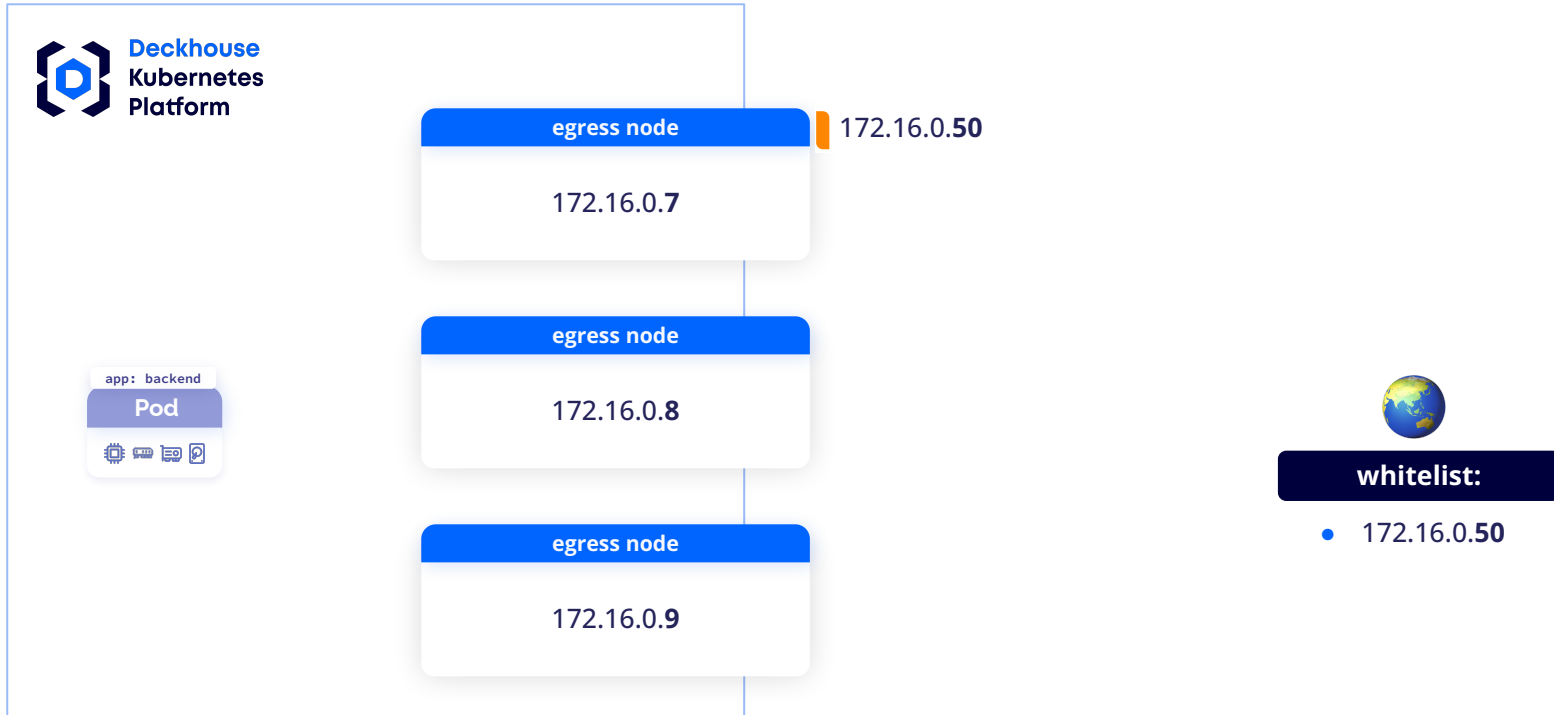 Deckhouse
Kubernetes
Platform
egress node
172.16.0.50
172.16.0.7
egress node
172.16.0.8
app: backend
Pod
whitelist:
172.16.0.50
egress node
172.16.0.9